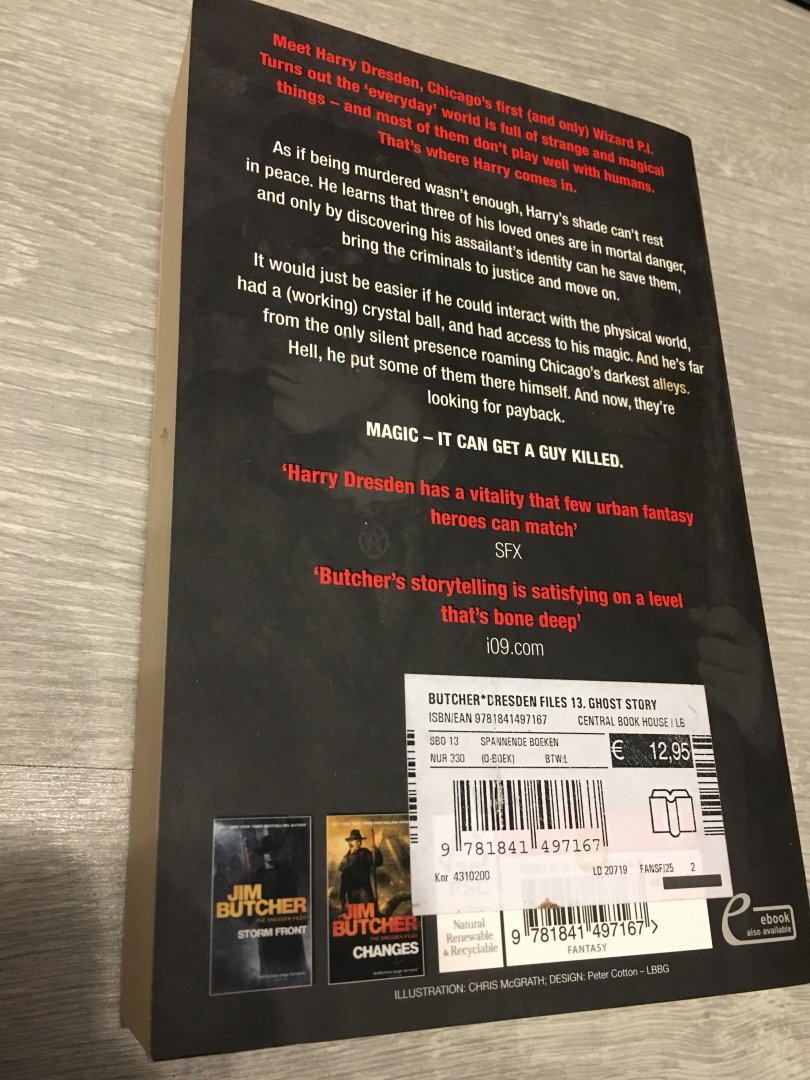 Meet Harry Dresden, Chicago's first (and only) Wizard P.I.
Turns out the 'everyday' world is full of strange and magical
things – and most of them don't play well with humans.
That's where Harry comes in.
As if being murdered wasn't enough, Harry's shade can't rest
in peace. He learns that three of his loved ones are in mortal danger,
and only by discovering his assailant's identity can he save them,
bring the criminals to justice and move on.
It would just be easier if he could interact with the physical world,
had a (working) crystal ball, and had access to his magic. And he's far
from the only silent presence roaming Chicago's darkest alleys.
Hell, he put some of them there himself. And now, they're
looking for payback.
MAGIC – IT CAN GET A GUY KILLED.
'Harry Dresden has a vitality that few urban fantasy
heroes can match'
SFX
'Butcher's storytelling is satisfying on a level
that's bone deep'
i09.com
BUTCHER*DRESDEN FILES 13. GHOST STORY
ISBN/EAN 9781841497167 CENTRAL BOOK HOUSE / LB
SBO 13 SPANNENDE BOEKEN
NUR 330 (O-BOEK) BTW:L
€ 12,95
9 781841 497167
Knr 4310200 LD 20719 FANSF/25 2
JIM
BUTCHER
THE DRESDEN FILES
STORM FRONT
JIM
BUTCHER
THE DRESDEN FILES
CHANGES
Natural
Renewable
& Recyclable
9 781841 497167 >
FANTASY
ebook
also available
ILLUSTRATION: CHRIS McGRATH; DESIGN: Peter Cotton – LBBG